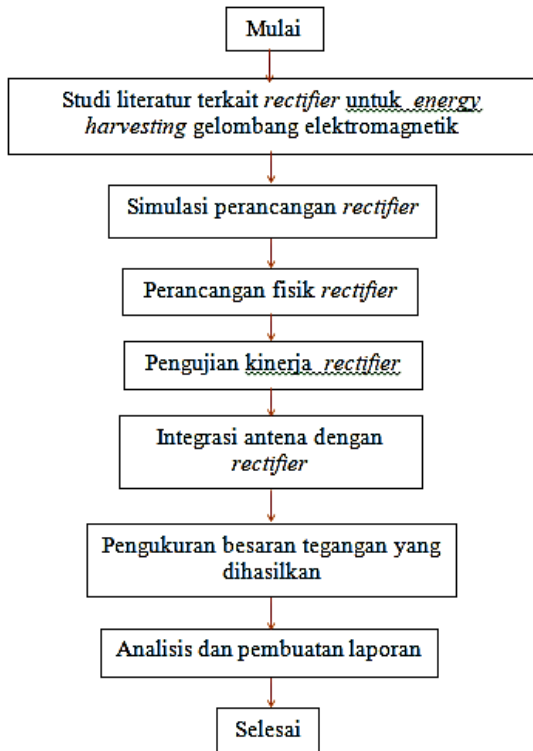 Mulai
Studi literatur terkait rectifier untuk energy
harvesting gelombang elektromagnetik
Simulasi perancangan rectifier
Perancangan fisik rectifier
Pengujian kinerja rectifier
Integrasi antena dengan
rectifier
Pengukuran besaran tegangan yang
dihasilkan
Analisis dan pembuatan laporan
Selesai